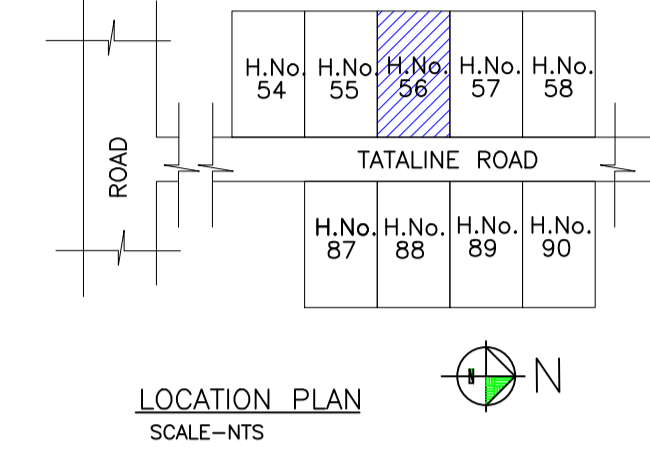 H.No.
54
H.No.
55
H.No.
56
H.No.
57
H.No.
58
ROAD
TATALINE ROAD
H.No.
87
H.No.
88
H.No.
89
H.No.
90
N
LOCATION PLAN
SCALE-NTS